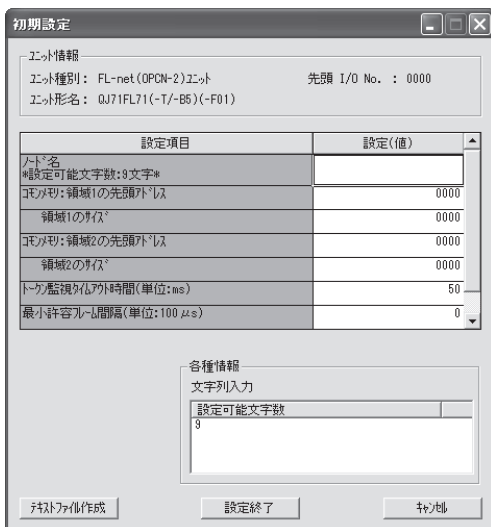 初期設定
ﾕﾆｯﾄ情報
ﾕﾆｯﾄ種別: FL-net(OPCN-2)ﾕﾆｯﾄ 先頭 I/O No. : 0000
ﾕﾆｯﾄ形名: QJ71FL71(-T/-B5)(-F01)
設定項目 設定(値)
ﾉｰﾄﾞ名
*設定可能文字数:9文字*
ｺﾓﾝﾒﾓﾘ:領域1の先頭ｱﾄﾞﾚｽ 0000
領域1のｻｲｽﾞ 0000
ｺﾓﾝﾒﾓﾘ:領域2の先頭ｱﾄﾞﾚｽ 0000
領域2のｻｲｽﾞ 0000
ﾄｰｸﾝ監視ﾀｲﾑｱｳﾄ時間(単位:ms) 50
最小許容ﾌﾚｰﾑ間隔(単位:100μs) 0
各種情報
文字列入力
設定可能文字数
9
ﾃｷｽﾄﾌｧｲﾙ作成 設定終了 ｷｬﾝｾﾙ